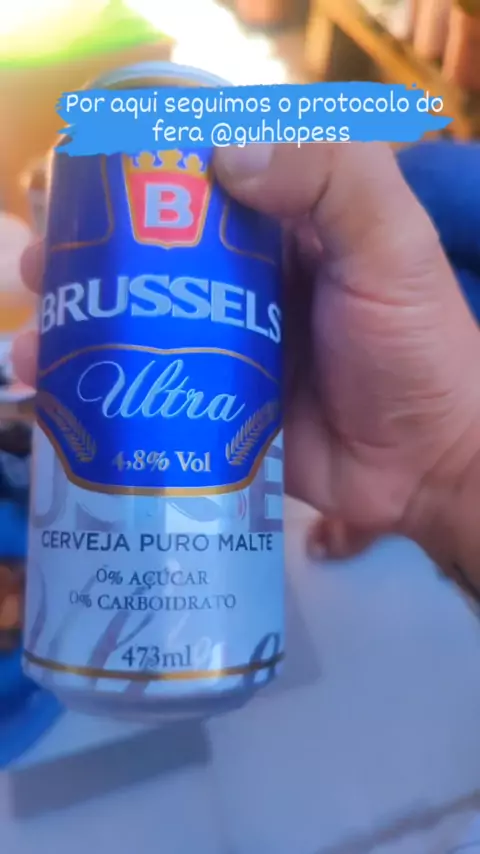 Por aqui seguimos o protocolo do
fera @guhlopess
B
BRUSSELS
Ultra
4,8% Vol
CERVEJA PURO MALTE
0% AÇÚCAR
0% CARBOIDRATO
473ml